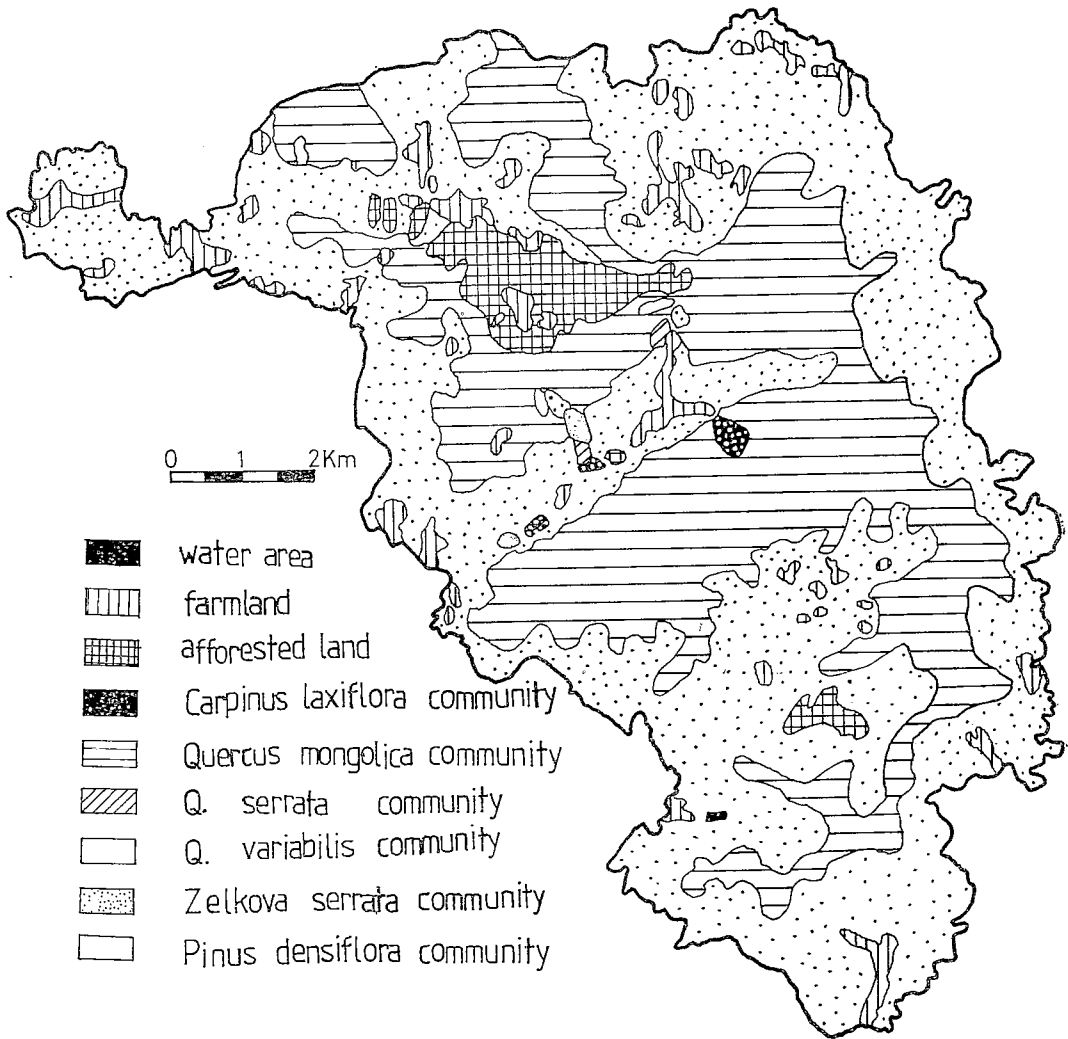 0 1 2Km
water area
farmland
afforested land
Carpinus laxiflora community
Quercus mongolica community
Q. serrata community
Q. variabilis community
Zelkova serrata community
Pinus densiflora community